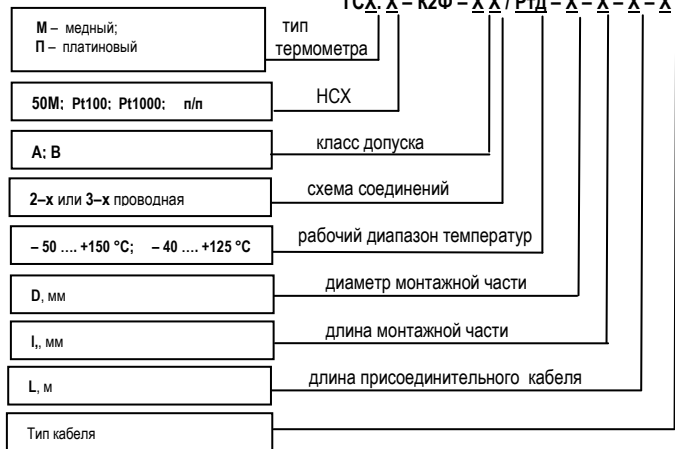 ТСХ. Х – К2Ф – Х Х / Ртд – Х – Х – Х – Х
М – медный;
П – платиновый
тип
термометра
50М; Pt100; Pt1000; п/п
НСХ
А; В
класс допуска
2–х или 3–х проводная
схема соединений
– 50 .... +150 °С; – 40 .... +125 °С
рабочий диапазон температур
D, мм
диаметр монтажной части
l,, мм
длина монтажной части
L, м
длина присоединительного кабеля
Тип кабеля